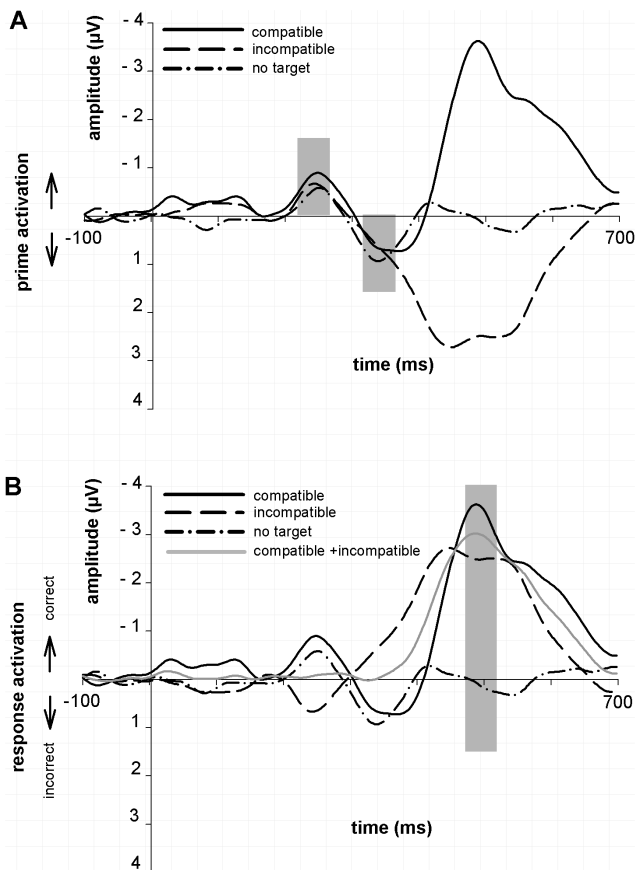 A
- 4
compatible
incompatible
no target
- 3
- 2
- 1
1
2
3
4
amplitude (µV)
prime activation
-100
700
time (ms)
B
- 4
compatible
incompatible
no target
compatible +incompatible
- 3
- 2
- 1
1
2
3
4
amplitude (µV)
response activation
correct
incorrect
-100
700
time (ms)